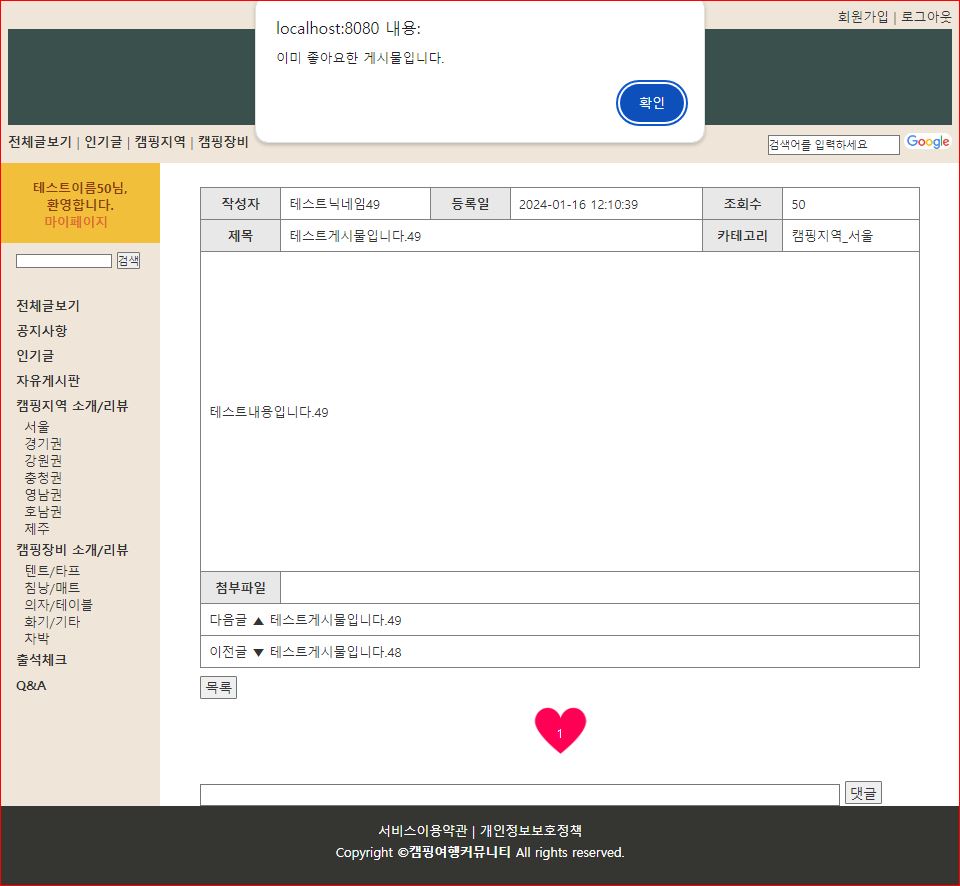 localhost:8080 내용:
이미 좋아요한 게시물입니다.
확인
회원가입 | 로그아웃
전체글보기 | 인기글 | 캠핑지역 | 캠핑장비
검색어를 입력하세요 Google
테스트이름50님,
환영합니다.
마이페이지
검색
전체글보기
공지사항
인기글
자유게시판
캠핑지역 소개/리뷰
서울
경기권
강원권
충청권
영남권
호남권
제주
캠핑장비 소개/리뷰
텐트/타프
침낭/매트
의자/테이블
화기/기타
차박
출석체크
Q&A
작성자 테스트닉네임49 등록일 2024-01-16 12:10:39 조회수 50
제목 테스트게시물입니다.49 카테고리 캠핑지역_서울
테스트내용입니다.49
첨부파일
다음글 ▲ 테스트게시물입니다.49
이전글 ▼ 테스트게시물입니다.48
목록
1
댓글
서비스이용약관 | 개인정보보호정책
Copyright ©캠핑여행커뮤니티 All rights reserved.